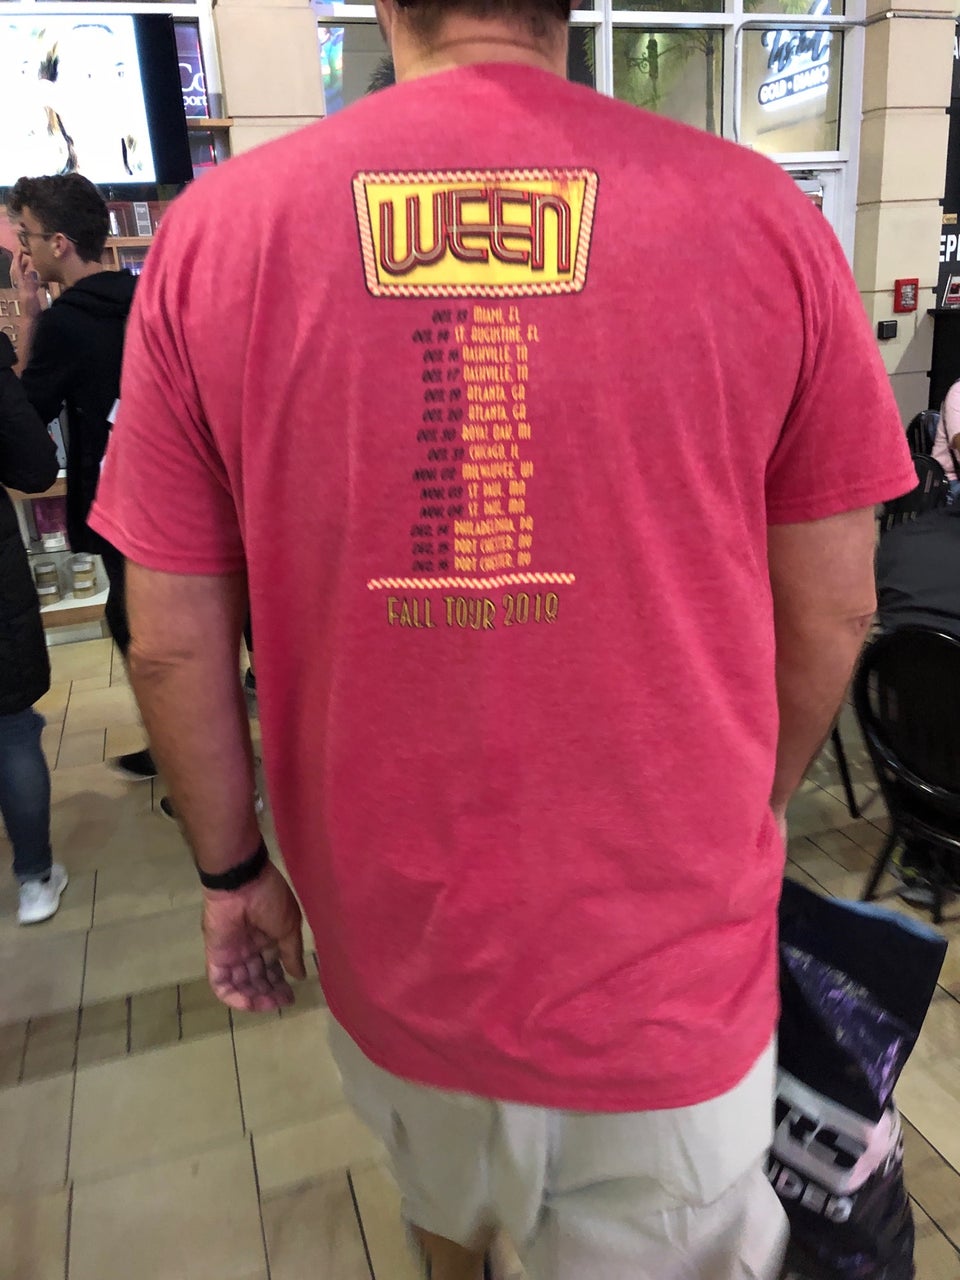 WEEN
MIAMI, FL
OCT. 14 ST. AUGUSTINE, FL
OCT. 16 NASHVILLE, TN
OCT. 17 NASHVILLE, TN
OCT. 19 ATLANTA, GA
OCT. 20 ATLANTA, GA
OCT. 30 ROYAL OAK, MI
OCT. 31 CHICAGO, IL
NOV. 02 MILWAUKEE, WI
NOV. 03 ST. PAUL, MN
NOV. 04 ST. PAUL, MN
DEC. 14 PHILADELPHIA, PA
DEC. 15 PORT CHESTER, NY
DEC. 16 PORT CHESTER, NY
FALL TOUR 2018
GOLD